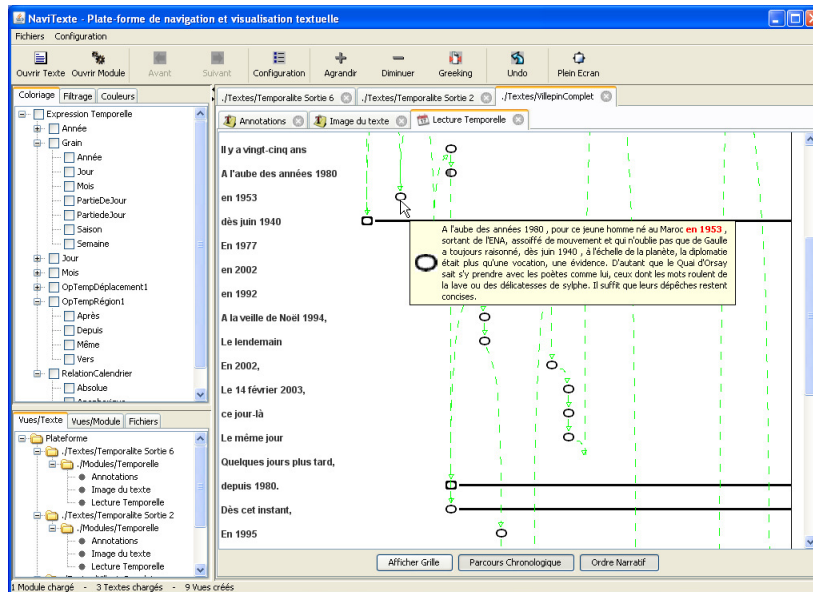 NaviTexte - Plate-forme de navigation et visualisation textuelle
Fichiers Configuration
Ouvrir Texte Ouvrir Module Avant Suivant Configuration Agrandir Diminuer Greeking Undo Plein Ecran
Coloriage Filtrage Couleurs
Expression Temporelle
Année
Grain
Année
Jour
Mois
PartieDeJour
PartiedeJour
Saison
Semaine
Jour
Mois
OpTempDéplacement1
OpTempRégion1
Après
Depuis
Même
Vers
RelationCalendrier
Absolue
Vues/Texte Vues/Module Fichiers
Plateforme
./Textes/Temporalite Sortie 6
./Modules/Temporelle
Annotations
Image du texte
Lecture Temporelle
./Textes/Temporalite Sortie 2
./Modules/Temporelle
Annotations
Image du texte
Lecture Temporelle
./Textes/Temporalite Sortie 6 ./Textes/Temporalite Sortie 2 ./Textes/VillepinComplet
Annotations Image du texte Lecture Temporelle
Il y a vingt-cinq ans
A l'aube des années 1980
en 1953
dès juin 1940
En 1977
en 2002
en 1992
A la veille de Noël 1994,
Le lendemain
En 2002,
Le 14 février 2003,
ce jour-là
Le même jour
Quelques jours plus tard,
depuis 1980.
Dès cet instant,
En 1995
A l'aube des années 1980 , pour ce jeune homme né au Maroc en 1953 ,
sortant de l'ENA, assoiffé de mouvement et qui n'oublie pas que de Gaulle
a toujours raisonné, dès juin 1940 , à l'échelle de la planète, la diplomatie
était plus qu'une vocation, une évidence. D'autant que le Quai d'Orsay
sait s'y prendre avec les poètes comme lui, ceux dont les mots roulent de
la lave ou des délicatesses de sylphe. Il suffit que leurs dépêches restent
concises.
Afficher Grille Parcours Chronologique Ordre Narratif
1 Module chargé - 3 Textes chargés - 9 Vues créés